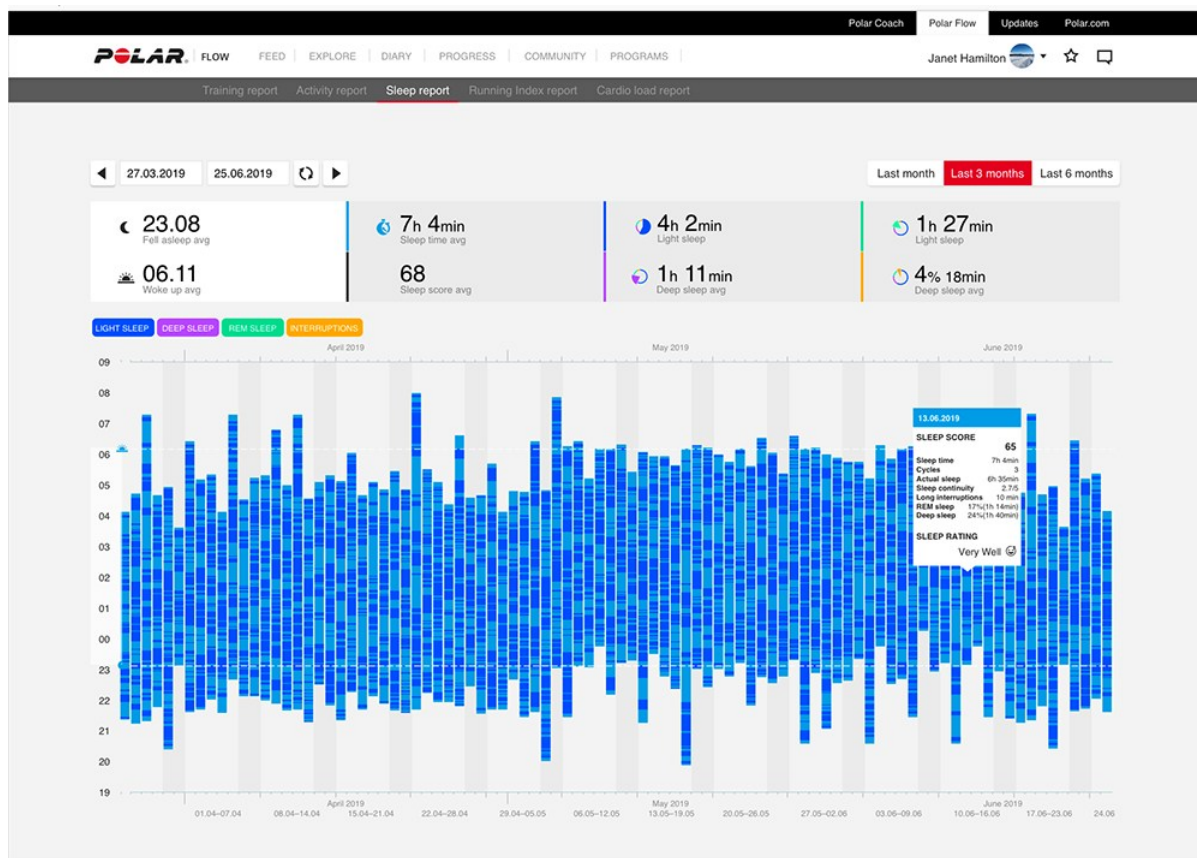 Polar Coach Polar Flow Updates Polar.com
POLAR. FLOW FEED EXPLORE DIARY PROGRESS COMMUNITY PROGRAMS Janet Hamilton
Training report Activity report Sleep report Running Index report Cardio load report
27.03.2019 25.06.2019 Last month Last 3 months Last 6 months
23.08
Fell asleep avg
7h 4min
Sleep time avg
4h 2min
Light sleep
1h 27min
Light sleep
06.11
Woke up avg
68
Sleep score avg
1h 11min
Deep sleep avg
4% 18min
Deep sleep avg
LIGHT SLEEP DEEP SLEEP REM SLEEP INTERRUPTIONS
April 2019 May 2019 June 2019
09
08
07
06
05
04
03
02
01
00
23
22
21
20
19
13.06.2019
SLEEP SCORE
65
Sleep time 7h 4min
Cycles 3
Actual sleep 6h 35min
Sleep continuity 2.7/5
Long interruptions 10 min
REM sleep 17%(1h 14min)
Deep sleep 24%(1h 40min)
SLEEP RATING
Very Well
April 2019 May 2019 June 2019
01.04–07.04 08.04–14.04 15.04–21.04 22.04–28.04 29.04–05.05 06.05–12.05 13.05–19.05 20.05–26.05 27.05–02.06 03.06–09.06 10.06–16.06 17.06–23.06 24.06